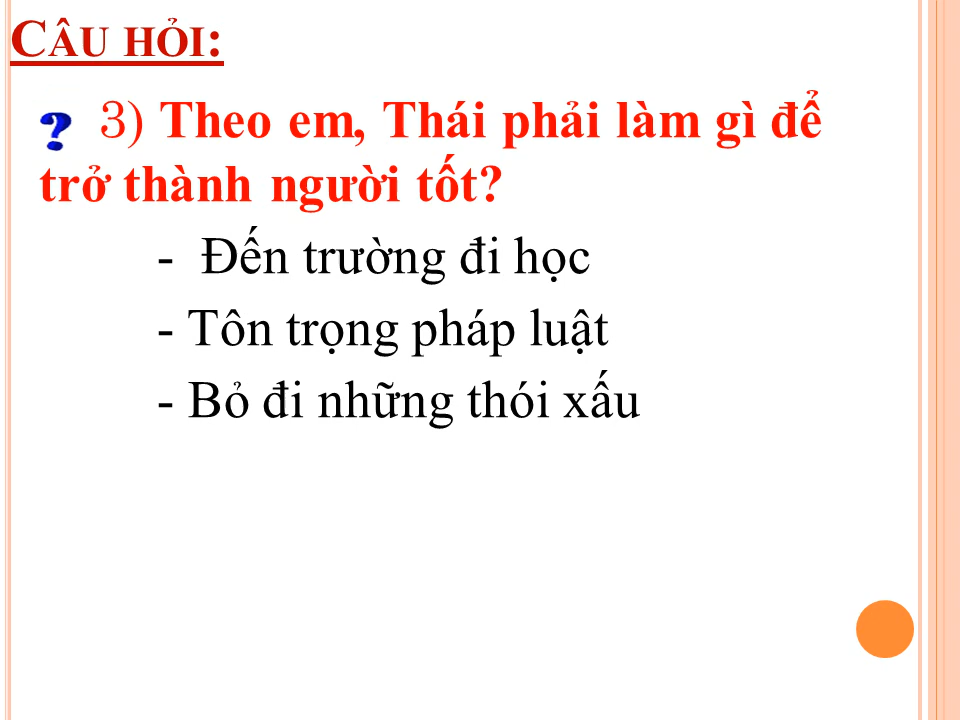 CÂU HỎI:
? 3) Theo em, Thái phải làm gì để
trở thành người tốt?
- Đến trường đi học
- Tôn trọng pháp luật
- Bỏ đi những thói xấu